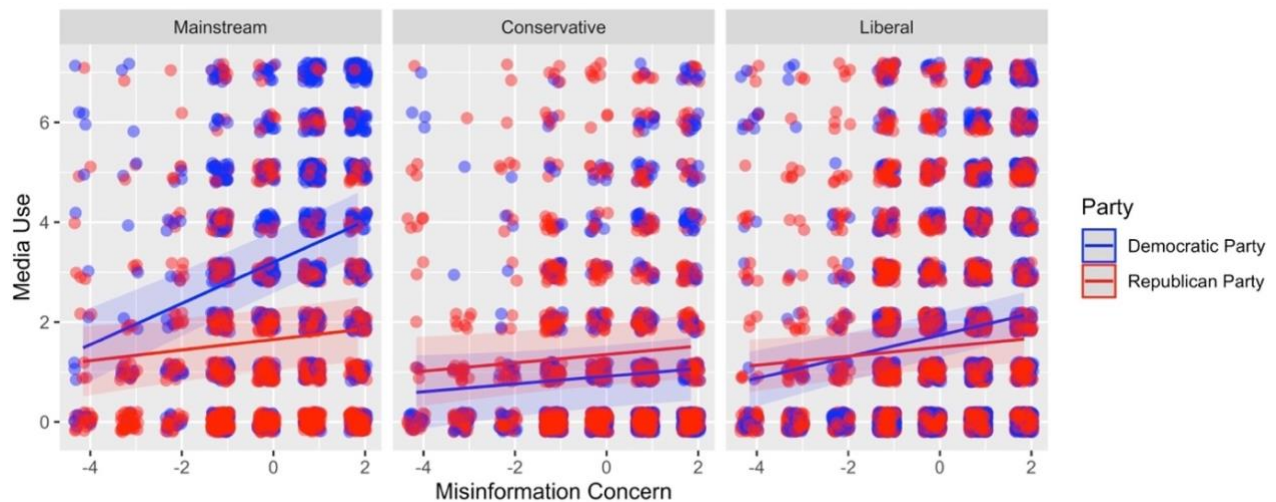 Mainstream
Conservative
Liberal
Media Use
6
4
2
0
-4
-2
0
2
-4
-2
0
2
-4
-2
0
2
Misinformation Concern
Party
Democratic Party
Republican Party